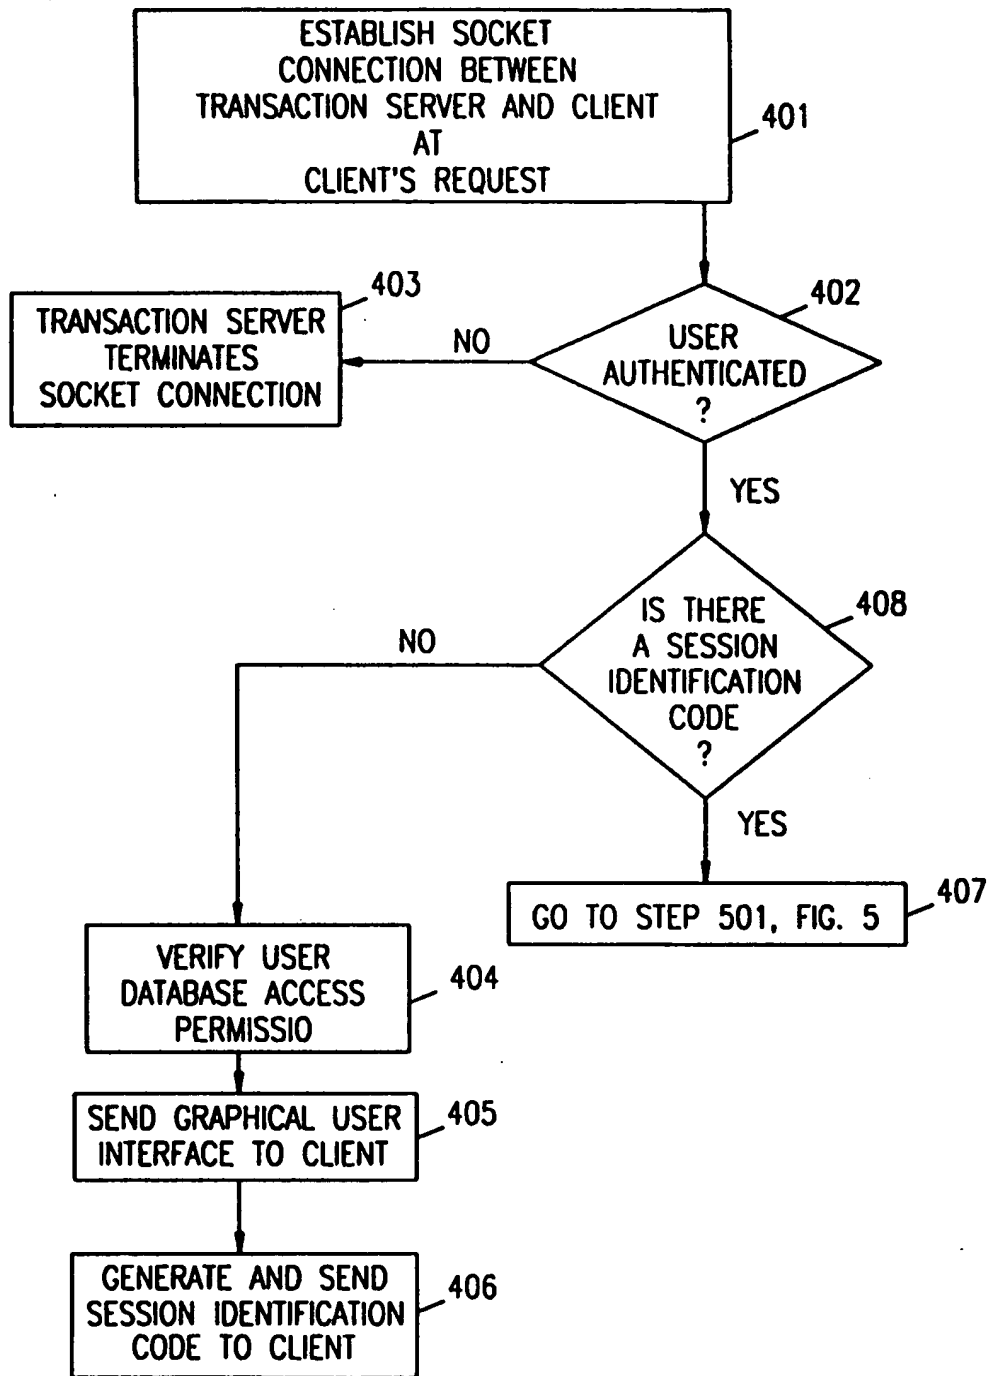 ESTABLISH SOCKET
CONNECTION BETWEEN
TRANSACTION SERVER AND CLIENT
AT
CLIENT'S REQUEST
401
403
TRANSACTION SERVER
TERMINATES
SOCKET CONNECTION
NO
402
USER
AUTHENTICATED
?
YES
408
IS THERE
A SESSION
IDENTIFICATION
CODE
?
NO
YES
407
GO TO STEP 501, FIG. 5
VERIFY USER
DATABASE ACCESS
PERMISSIO
404
SEND GRAPHICAL USER
INTERFACE TO CLIENT
405
GENERATE AND SEND
SESSION IDENTIFICATION
CODE TO CLIENT
406